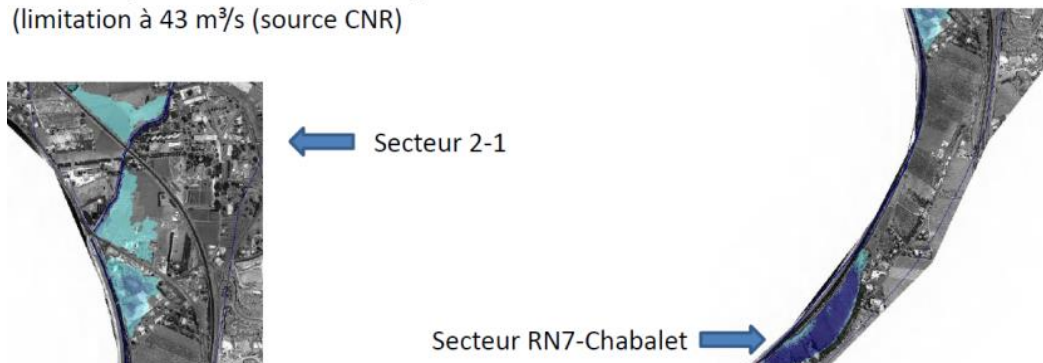 (limitation à 43 m³/s (source CNR)
Secteur 2-1
Secteur RN7-Chabalet